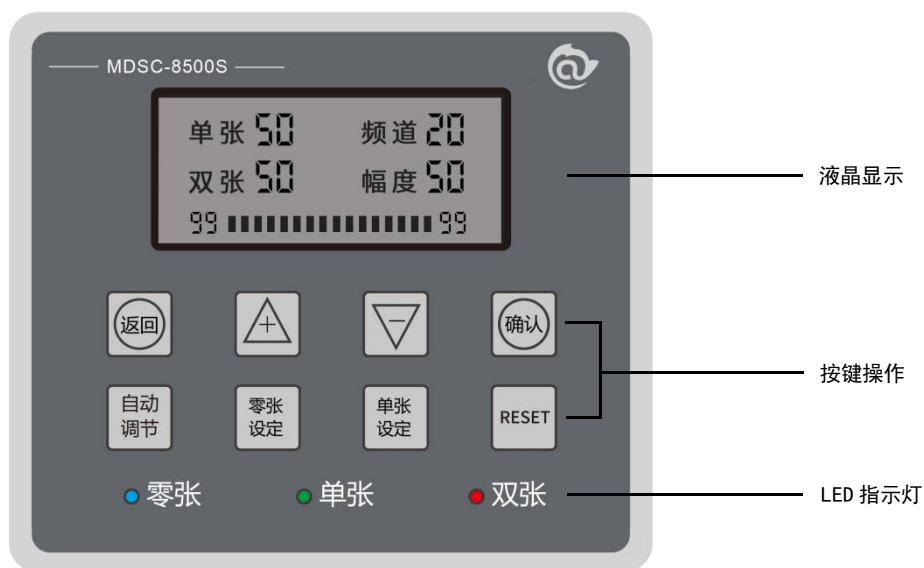 MDSC-8500S
单张 50 频道 20
双张 50 幅度 50
99 99
液晶显示
返回 + − 确认
按键操作
自动
调节
零张
设定
单张
设定
RESET
零张 单张 双张
LED 指示灯